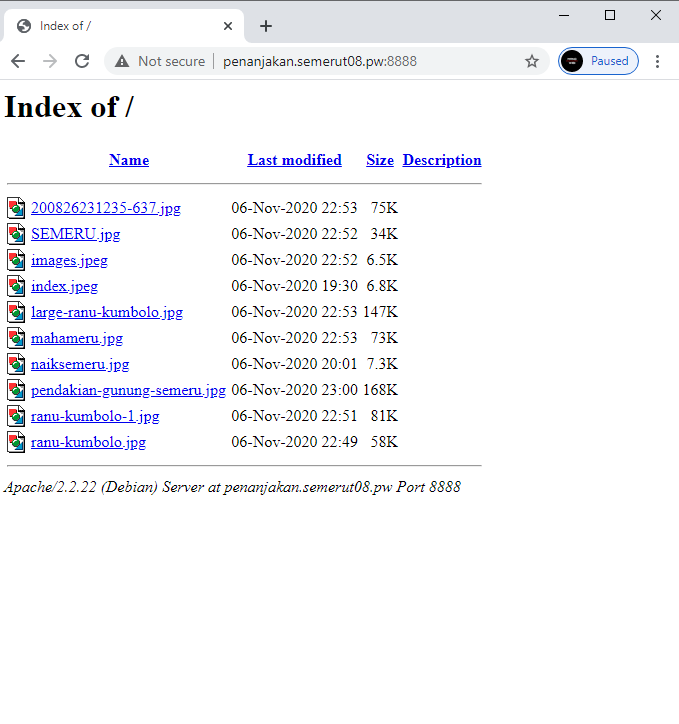 Index of /
Not secure | penanjakan.semerut08.pw:8888 Paused
Index of /
Name Last modified Size Description
200826231235-637.jpg 06-Nov-2020 22:53 75K
SEMERU.jpg 06-Nov-2020 22:52 34K
images.jpeg 06-Nov-2020 22:52 6.5K
index.jpeg 06-Nov-2020 19:30 6.8K
large-ranu-kumbolo.jpg 06-Nov-2020 22:53 147K
mahameru.jpg 06-Nov-2020 22:53 73K
naiksemeru.jpg 06-Nov-2020 20:01 7.3K
pendakian-gunung-semeru.jpg 06-Nov-2020 23:00 168K
ranu-kumbolo-1.jpg 06-Nov-2020 22:51 81K
ranu-kumbolo.jpg 06-Nov-2020 22:49 58K
Apache/2.2.22 (Debian) Server at penanjakan.semerut08.pw Port 8888